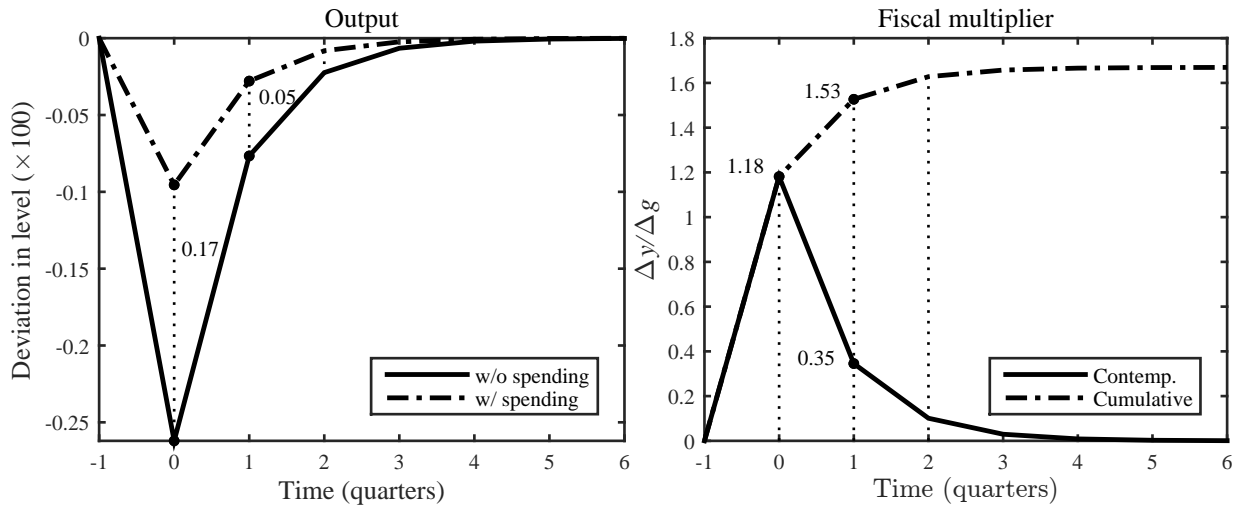 Output
Deviation in level (×100)
0
-0.05
-0.1
-0.15
-0.2
-0.25
0.05
0.17
w/o spending
w/ spending
-1 0 1 2 3 4 5 6
Time (quarters)
Fiscal multiplier
Δy/Δg
1.8
1.6
1.4
1.2
1
0.8
0.6
0.4
0.2
0
1.53
1.18
0.35
Contemp.
Cumulative
-1 0 1 2 3 4 5 6
Time (quarters)